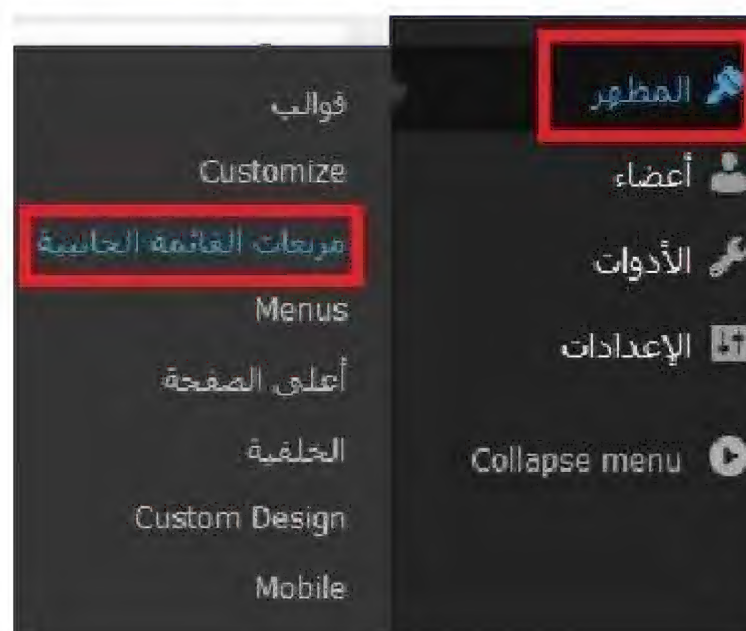 المظهر
أعضاء
الأدوات
الإعدادات
Collapse menu
قوالب
Customize
مربعات القائمة الجانبية
Menus
أعلى الصفحة
الخلفية
Custom Design
Mobile